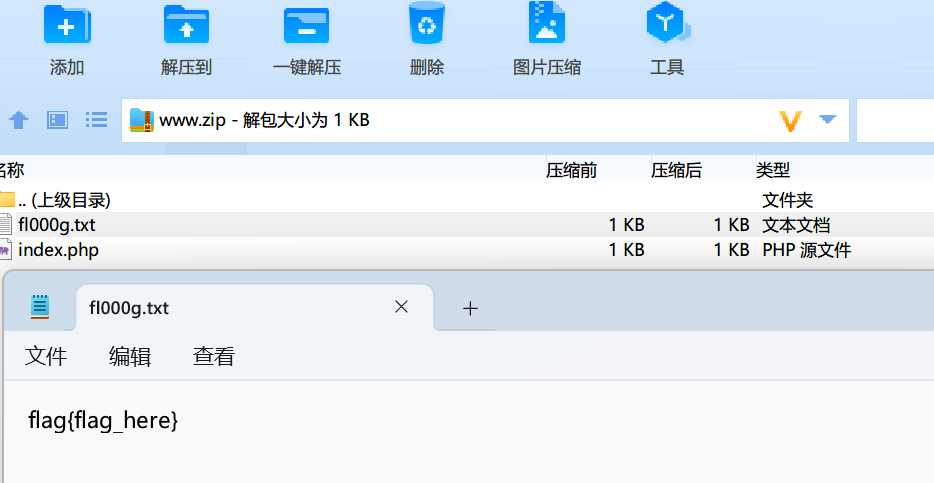 添加 解压到 一键解压 删除 图片压缩 工具
www.zip - 解包大小为 1 KB
名称 压缩前 压缩后 类型
.. (上级目录) 文件夹
fl000g.txt 1 KB 1 KB 文本文档
index.php 1 KB 1 KB PHP 源文件
fl000g.txt
文件 编辑 查看
flag{flag_here}